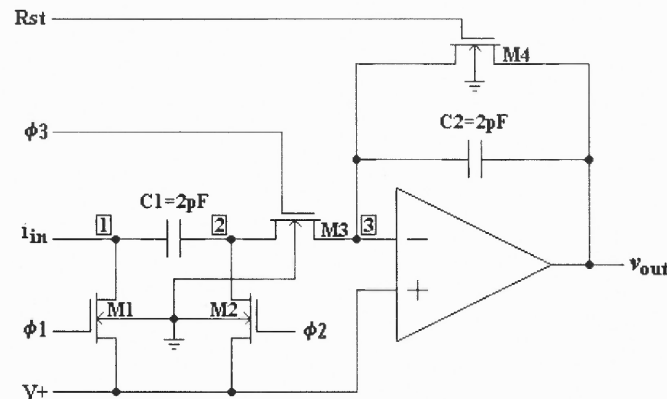 Rst
M4
ϕ3
C2=2pF
C1=2pF
1
2
3
i_in
M3
−
+
v_out
ϕ1
M1
M2
ϕ2
V+